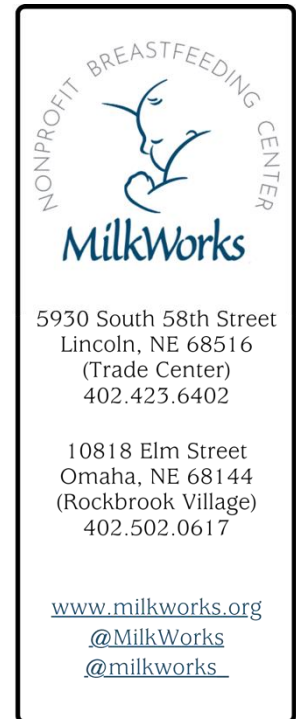 NONPROFIT BREASTFEEDING CENTER
MilkWorks
5930 South 58th Street
Lincoln, NE 68516
(Trade Center)
402.423.6402
10818 Elm Street
Omaha, NE 68144
(Rockbrook Village)
402.502.0617
www.milkworks.org
@MilkWorks
@milkworks_